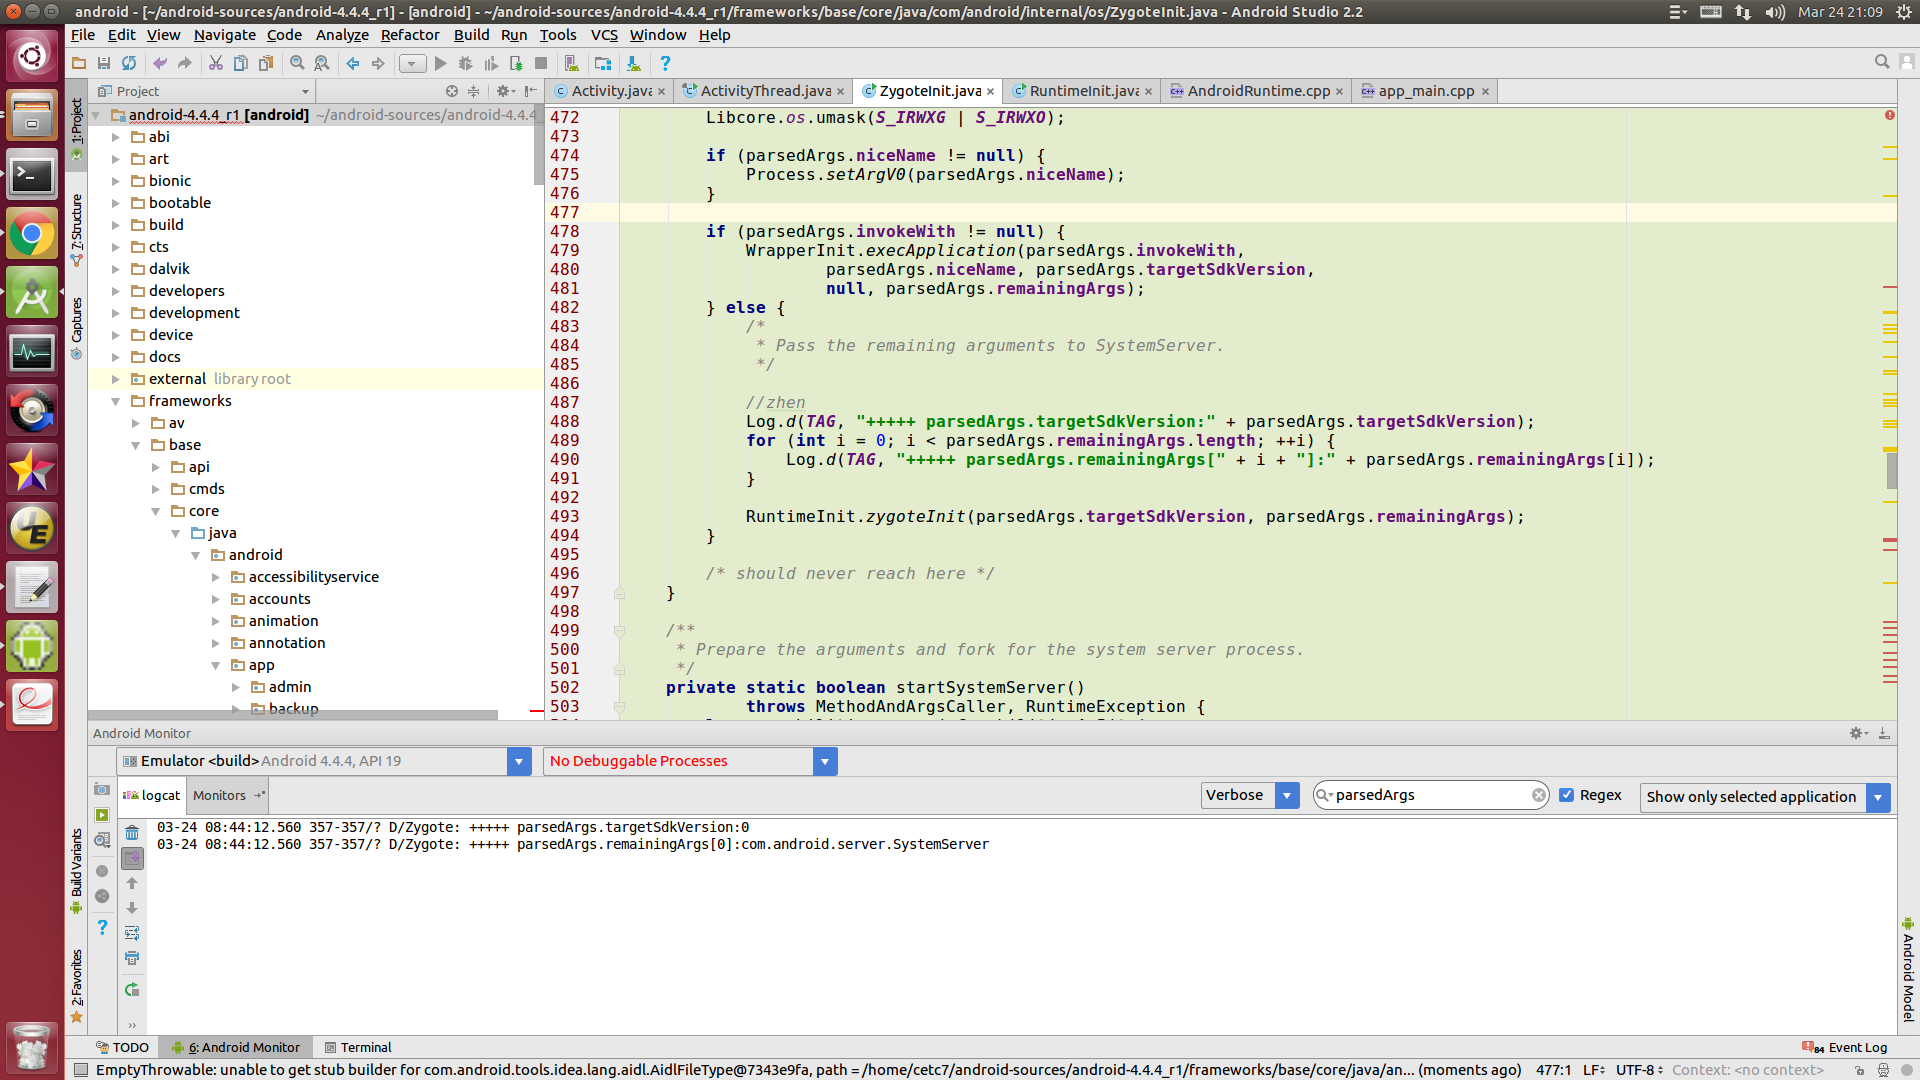 android - [~/android-sources/android-4.4.4_r1] - [android] - ~/android-sources/android-4.4.4_r1/frameworks/base/core/java/com/android/internal/os/ZygoteInit.java - Android Studio 2.2
Mar 24 21:09
File Edit View Navigate Code Analyze Refactor Build Run Tools VCS Window Help
Project
Activity.java
ActivityThread.java
ZygoteInit.java
RuntimeInit.java
AndroidRuntime.cpp
app_main.cpp
1: Project
7: Structure
Captures
Build Variants
2: Favorites
Android Model
android-4.4.4_r1 [android] ~/android-sources/android-4.4.4_
abi
art
bionic
bootable
build
cts
dalvik
developers
development
device
docs
external library root
frameworks
av
base
api
cmds
core
java
android
accessibilityservice
accounts
animation
annotation
app
admin
backup
472 Libcore.os.umask(S_IRWXG | S_IRWXO);
473
474 if (parsedArgs.niceName != null) {
475 Process.setArgV0(parsedArgs.niceName);
476 }
477
478 if (parsedArgs.invokeWith != null) {
479 WrapperInit.execApplication(parsedArgs.invokeWith,
480 parsedArgs.niceName, parsedArgs.targetSdkVersion,
481 null, parsedArgs.remainingArgs);
482 } else {
483 /*
484 * Pass the remaining arguments to SystemServer.
485 */
486
487 //zhen
488 Log.d(TAG, "+++++ parsedArgs.targetSdkVersion:" + parsedArgs.targetSdkVersion);
489 for (int i = 0; i < parsedArgs.remainingArgs.length; ++i) {
490 Log.d(TAG, "+++++ parsedArgs.remainingArgs[" + i + "]:" + parsedArgs.remainingArgs[i]);
491 }
492
493 RuntimeInit.zygoteInit(parsedArgs.targetSdkVersion, parsedArgs.remainingArgs);
494 }
495
496 /* should never reach here */
497 }
498
499 /**
500 * Prepare the arguments and fork for the system server process.
501 */
502 private static boolean startSystemServer()
503 throws MethodAndArgsCaller, RuntimeException {
Android Monitor
Emulator <build> Android 4.4.4, API 19
No Debuggable Processes
logcat
Monitors
Verbose
parsedArgs
Regex
Show only selected application
03-24 08:44:12.560 357-357/? D/Zygote: +++++ parsedArgs.targetSdkVersion:0
03-24 08:44:12.560 357-357/? D/Zygote: +++++ parsedArgs.remainingArgs[0]:com.android.server.SystemServer
TODO
6: Android Monitor
Terminal
84 Event Log
EmptyThrowable: unable to get stub builder for com.android.tools.idea.lang.aidl.AidlFileType@7343e9fa, path = /home/cetc7/android-sources/android-4.4.4_r1/frameworks/base/core/java/an... (moments ago)
477:1 LF UTF-8 Context: <no context>